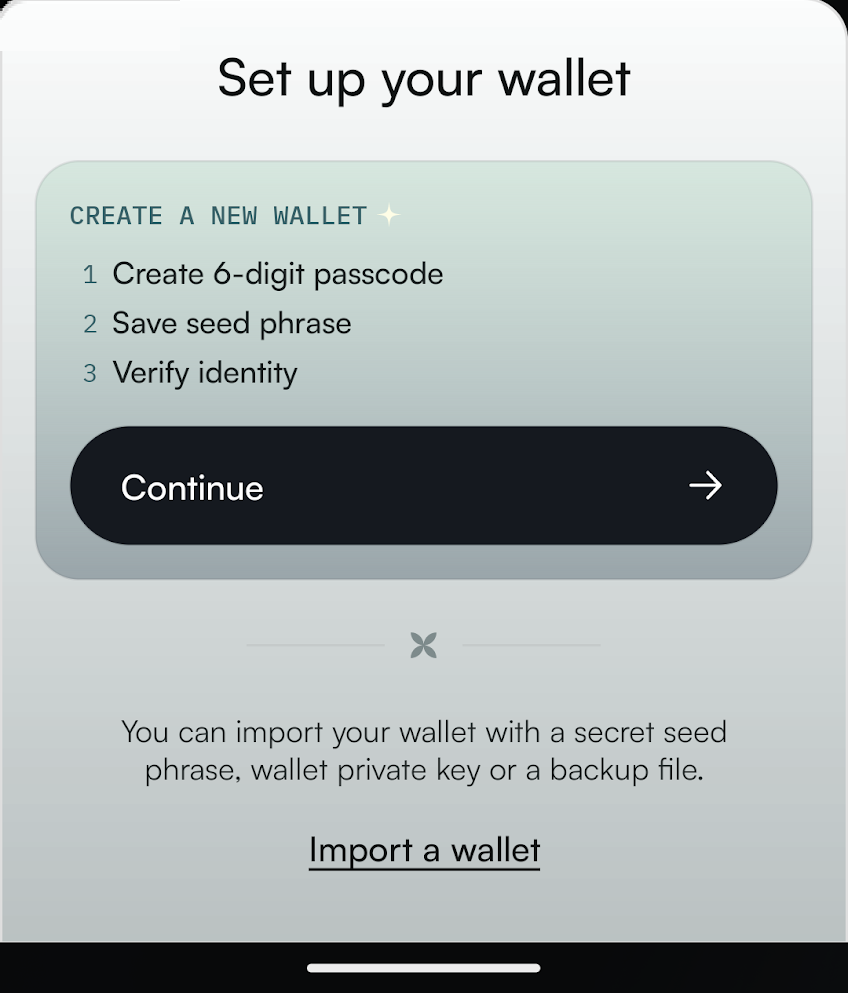 Set up your wallet
CREATE A NEW WALLET
1 Create 6-digit passcode
2 Save seed phrase
3 Verify identity
Continue
You can import your wallet with a secret seed
phrase, wallet private key or a backup file.
Import a wallet